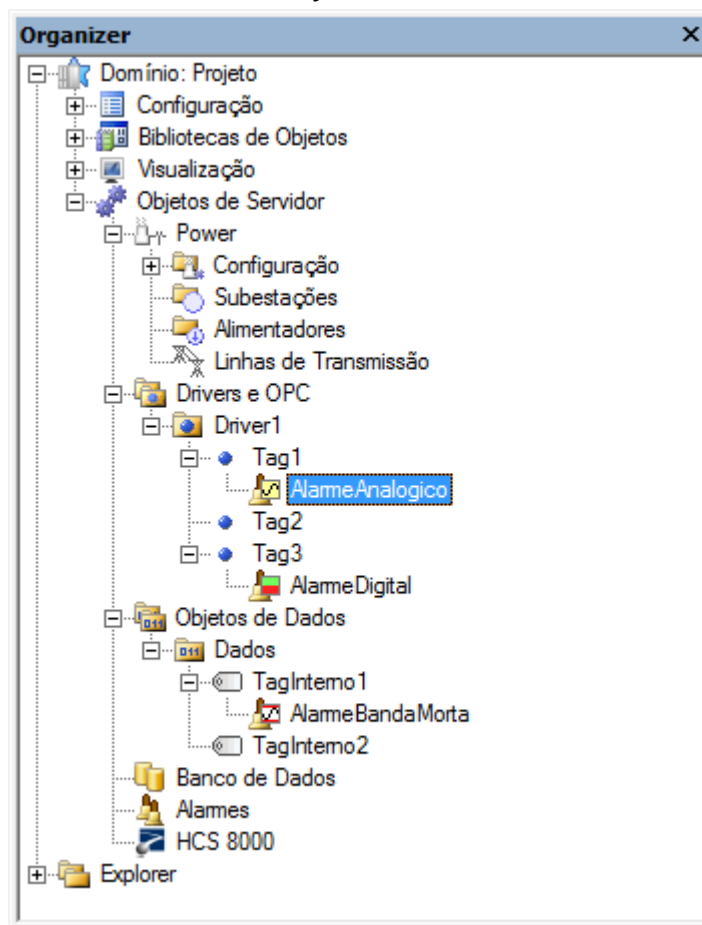 Organizer
Domínio: Projeto
Configuração
Bibliotecas de Objetos
Visualização
Objetos de Servidor
Power
Configuração
Subestações
Alimentadores
Linhas de Transmissão
Drivers e OPC
Driver1
Tag1
AlarmeAnalogico
Tag2
Tag3
AlarmeDigital
Objetos de Dados
Dados
TagInterno1
AlarmeBandaMorta
TagInterno2
Banco de Dados
Alarmes
HCS 8000
Explorer